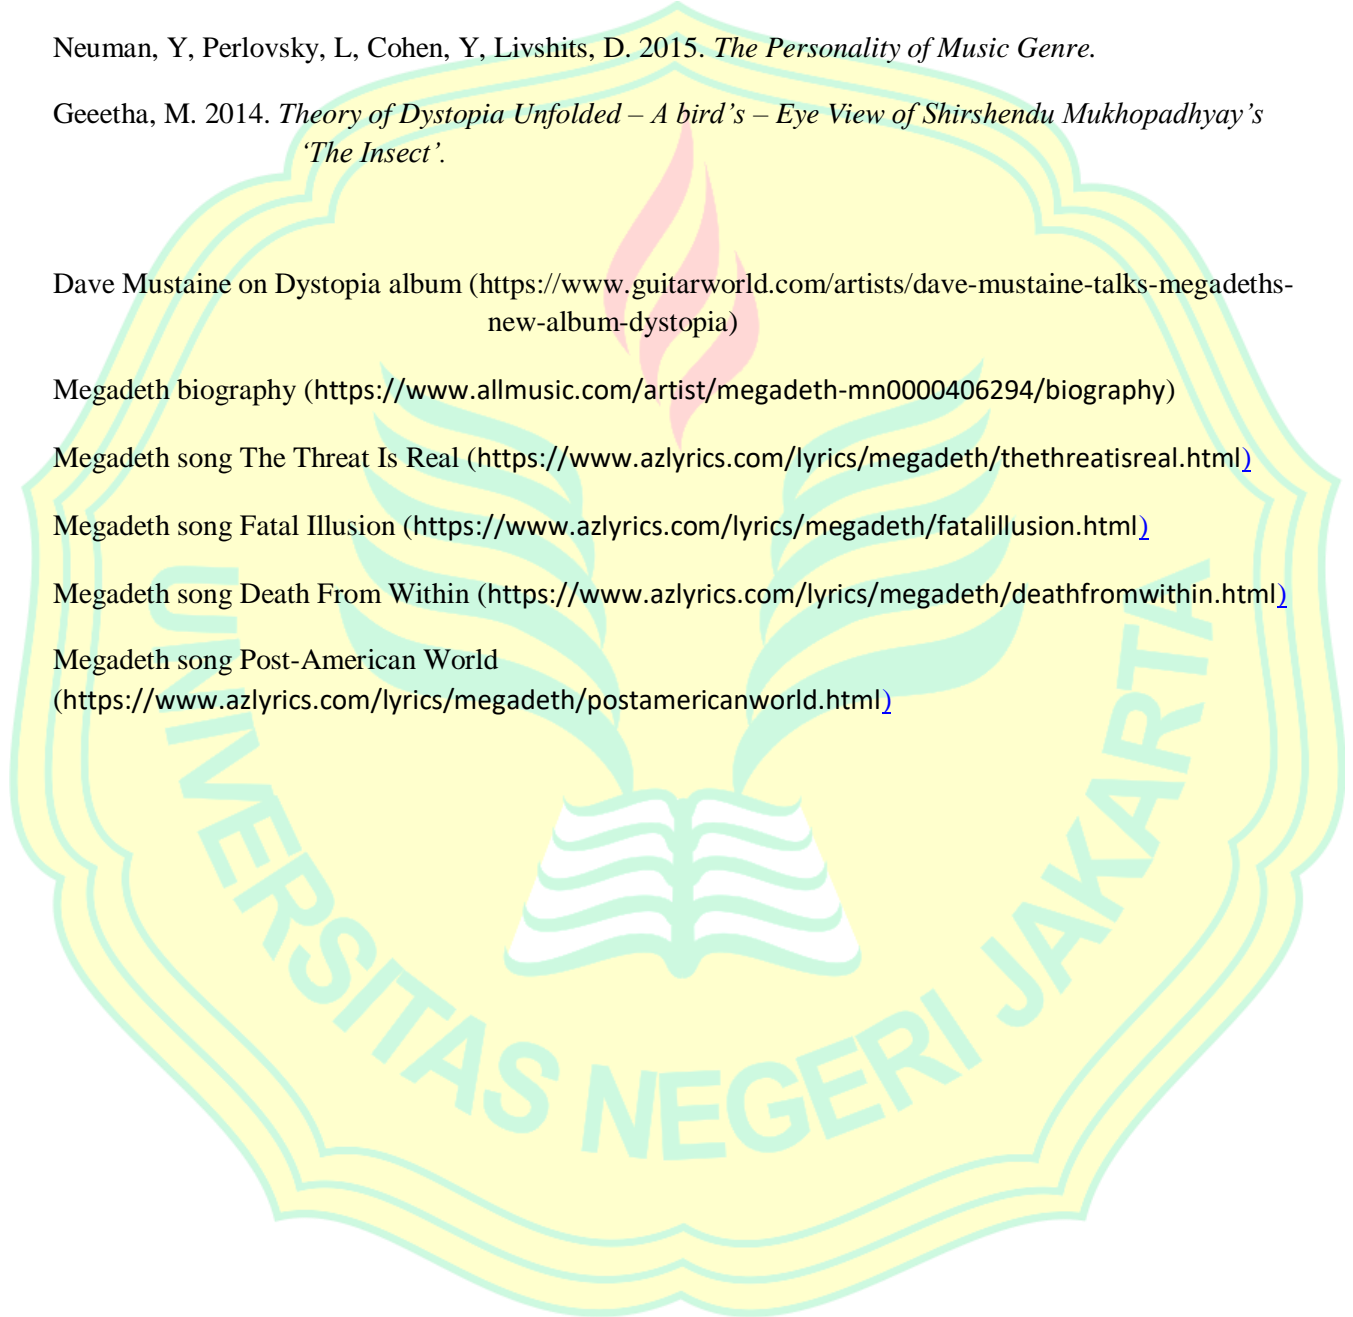 Neuman, Y, Perlovsky, L, Cohen, Y, Livshits, D. 2015. The Personality of Music Genre.
Geeetha, M. 2014. Theory of Dystopia Unfolded – A bird’s – Eye View of Shirshendu Mukhopadhyay’s
‘The Insect’.
Dave Mustaine on Dystopia album (https://www.guitarworld.com/artists/dave-mustaine-talks-megadeths-
new-album-dystopia)
Megadeth biography (https://www.allmusic.com/artist/megadeth-mn0000406294/biography)
Megadeth song The Threat Is Real (https://www.azlyrics.com/lyrics/megadeth/thethreatisreal.html)
Megadeth song Fatal Illusion (https://www.azlyrics.com/lyrics/megadeth/fatalillusion.html)
Megadeth song Death From Within (https://www.azlyrics.com/lyrics/megadeth/deathfromwithin.html)
Megadeth song Post-American World
(https://www.azlyrics.com/lyrics/megadeth/postamericanworld.html)
UNIVERSITAS NEGERI JAKARTA